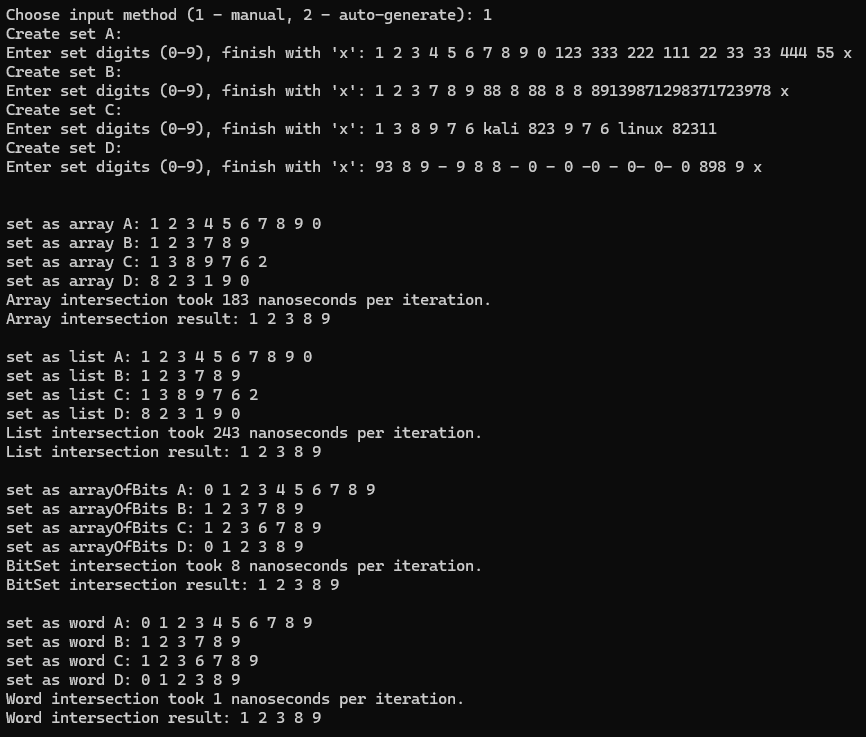 Choose input method (1 - manual, 2 - auto-generate): 1
Create set A:
Enter set digits (0-9), finish with 'x': 1 2 3 4 5 6 7 8 9 0 123 333 222 111 22 33 33 444 55 x
Create set B:
Enter set digits (0-9), finish with 'x': 1 2 3 7 8 9 88 8 88 8 8 89139871298371723978 x
Create set C:
Enter set digits (0-9), finish with 'x': 1 3 8 9 7 6 kali 823 9 7 6 linux 82311
Create set D:
Enter set digits (0-9), finish with 'x': 93 8 9 - 9 8 8 - 0 - 0 -0 - 0- 0- 0 898 9 x
set as array A: 1 2 3 4 5 6 7 8 9 0
set as array B: 1 2 3 7 8 9
set as array C: 1 3 8 9 7 6 2
set as array D: 8 2 3 1 9 0
Array intersection took 183 nanoseconds per iteration.
Array intersection result: 1 2 3 8 9
set as list A: 1 2 3 4 5 6 7 8 9 0
set as list B: 1 2 3 7 8 9
set as list C: 1 3 8 9 7 6 2
set as list D: 8 2 3 1 9 0
List intersection took 243 nanoseconds per iteration.
List intersection result: 1 2 3 8 9
set as arrayOfBits A: 0 1 2 3 4 5 6 7 8 9
set as arrayOfBits B: 1 2 3 7 8 9
set as arrayOfBits C: 1 2 3 6 7 8 9
set as arrayOfBits D: 0 1 2 3 8 9
BitSet intersection took 8 nanoseconds per iteration.
BitSet intersection result: 1 2 3 8 9
set as word A: 0 1 2 3 4 5 6 7 8 9
set as word B: 1 2 3 7 8 9
set as word C: 1 2 3 6 7 8 9
set as word D: 0 1 2 3 8 9
Word intersection took 1 nanoseconds per iteration.
Word intersection result: 1 2 3 8 9